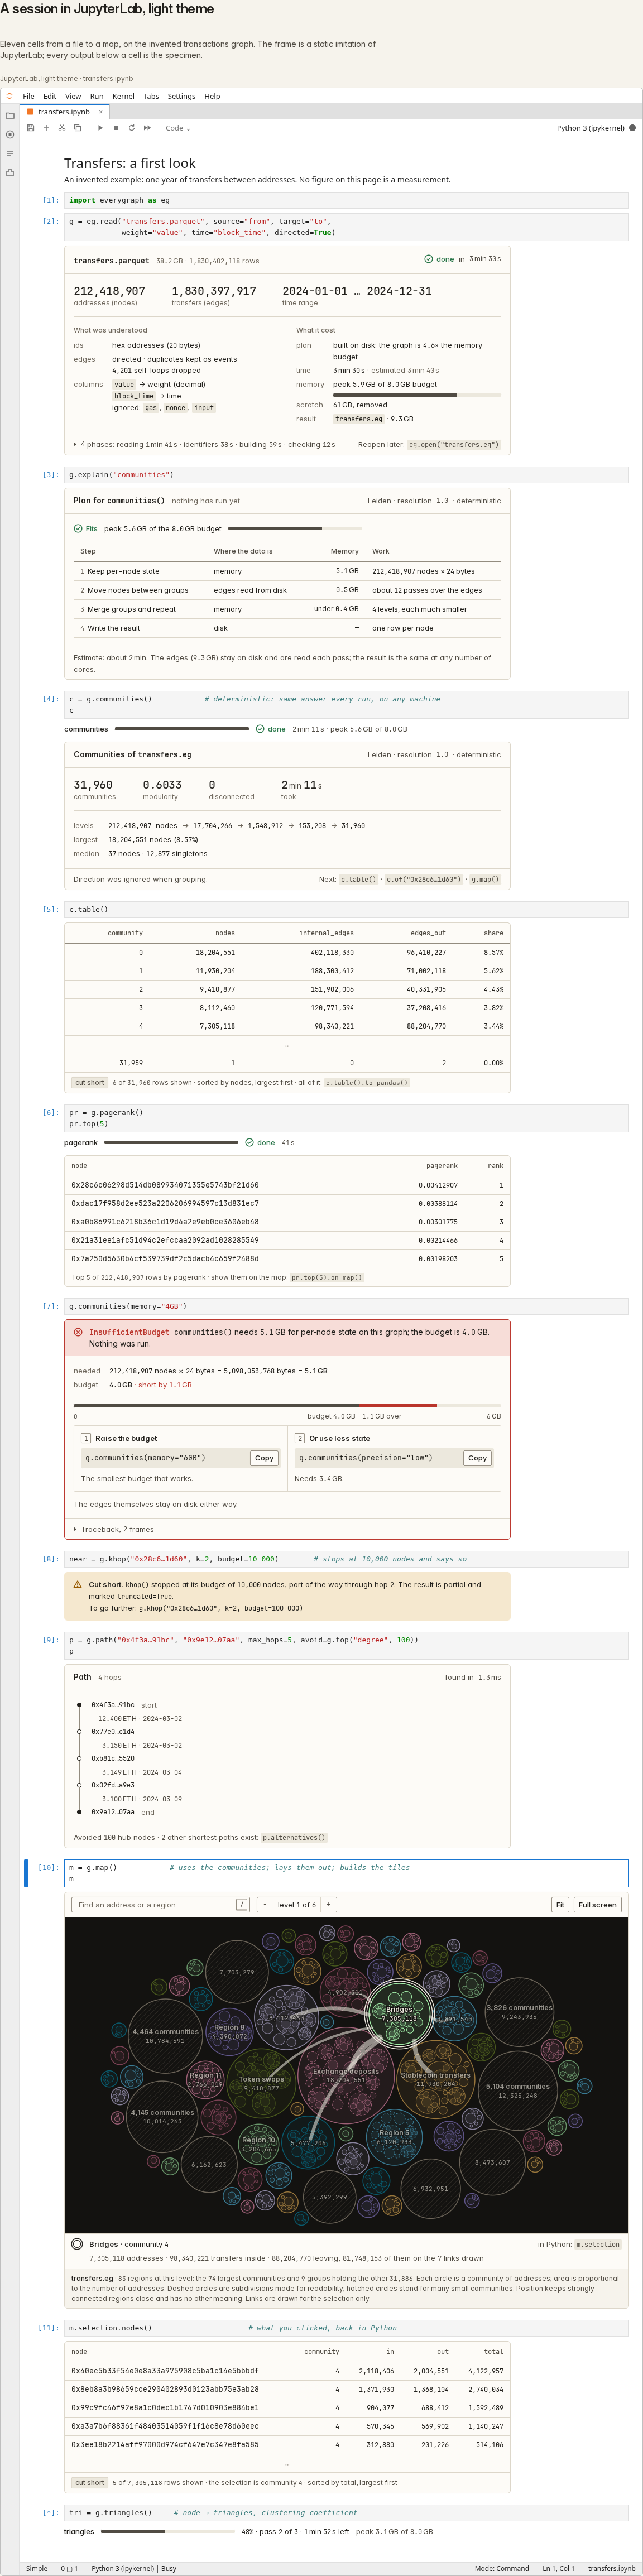 A session in JupyterLab, light theme
Eleven cells from a file to a map, on the invented transactions graph. The frame is a static imitation of
JupyterLab; every output below a cell is the specimen.
JupyterLab, light theme · transfers.ipynb
File Edit View Run Kernel Tabs Settings Help
transfers.ipynb ×
Code Python 3 (ipykernel)
Transfers: a first look
An invented example: one year of transfers between addresses. No figure on this page is a measurement.
[1]: import everygraph as eg
[2]: g = eg.read("transfers.parquet", source="from", target="to",
weight="value", time="block_time", directed=True)
transfers.parquet 38.2 GB · 1,830,402,118 rows done in 3 min 30 s
212,418,907 1,830,397,917 2024-01-01 … 2024-12-31
addresses (nodes) transfers (edges) time range
What was understood What it cost
ids hex addresses (20 bytes)
edges directed · duplicates kept as events
4,201 self-loops dropped
columns value → weight (decimal)
block_time → time
ignored: gas, nonce, input
plan built on disk: the graph is 4.6× the memory
budget
time 3 min 30 s · estimated 3 min 40 s
memory peak 5.9 GB of 8.0 GB budget
scratch 61 GB, removed
result transfers.eg · 9.3 GB
4 phases: reading 1 min 41 s · identifiers 38 s · building 59 s · checking 12 s Reopen later: eg.open("transfers.eg")
[3]: g.explain("communities")
Plan for communities() nothing has run yet Leiden · resolution 1.0 · deterministic
Fits peak 5.6 GB of the 8.0 GB budget
Step Where the data is Memory Work
1 Keep per-node state memory 5.1 GB 212,418,907 nodes × 24 bytes
2 Move nodes between groups edges read from disk 0.5 GB about 12 passes over the edges
3 Merge groups and repeat memory under 0.4 GB 4 levels, each much smaller
4 Write the result disk – one row per node
Estimate: about 2 min. The edges (9.3 GB) stay on disk and are read each pass; the result is the same at any number of
cores.
[4]: c = g.communities() # deterministic: same answer every run, on any machine
c
communities done 2 min 11 s · peak 5.6 GB of 8.0 GB
Communities of transfers.eg Leiden · resolution 1.0 · deterministic
31,960 0.6033 0 2 min 11 s
communities modularity disconnected took
levels 212,418,907 nodes → 17,704,266 → 1,548,912 → 153,208 → 31,960
largest 18,204,551 nodes (8.57%)
median 37 nodes · 12,877 singletons
Direction was ignored when grouping. Next: c.table() · c.of("0x28c6…1d60") · g.map()
[5]: c.table()
community nodes internal_edges edges_out share
0 18,204,551 402,118,330 96,410,227 8.57%
1 11,930,204 188,300,412 71,002,118 5.62%
2 9,410,877 151,902,006 40,331,905 4.43%
3 8,112,460 120,771,594 37,208,416 3.82%
4 7,305,118 98,340,221 88,204,770 3.44%
…
31,959 1 0 2 0.00%
cut short 6 of 31,960 rows shown · sorted by nodes, largest first · all of it: c.table().to_pandas()
[6]: pr = g.pagerank()
pr.top(5)
pagerank done 41 s
node pagerank rank
0x28c6c06298d514db089934071355e5743bf21d60 0.00412907 1
0xdac17f958d2ee523a2206206994597c13d831ec7 0.00388114 2
0xa0b86991c6218b36c1d19d4a2e9eb0ce3606eb48 0.00301775 3
0x21a31ee1afc51d94c2efccaa2092ad1028285549 0.00214466 4
0x7a250d5630b4cf539739df2c5dacb4c659f2488d 0.00198203 5
Top 5 of 212,418,907 rows by pagerank · show them on the map: pr.top(5).on_map()
[7]: g.communities(memory="4GB")
InsufficientBudget communities() needs 5.1 GB for per-node state on this graph; the budget is 4.0 GB.
Nothing was run.
needed 212,418,907 nodes × 24 bytes = 5,098,053,768 bytes = 5.1 GB
budget 4.0 GB · short by 1.1 GB
0 budget 4.0 GB 1.1 GB over 6 GB
1 Raise the budget
g.communities(memory="6GB") Copy
The smallest budget that works.
2 Or use less state
g.communities(precision="low") Copy
Needs 3.4 GB.
The edges themselves stay on disk either way.
Traceback, 2 frames
[8]: near = g.khop("0x28c6…1d60", k=2, budget=10_000) # stops at 10,000 nodes and says so
Cut short. khop() stopped at its budget of 10,000 nodes, part of the way through hop 2. The result is partial and
marked truncated=True.
To go further: g.khop("0x28c6…1d60", k=2, budget=100_000)
[9]: p = g.path("0x4f3a…91bc", "0x9e12…07aa", max_hops=5, avoid=g.top("degree", 100))
p
Path 4 hops found in 1.3 ms
0x4f3a…91bc start
12.400 ETH · 2024-03-02
0x77e0…c1d4
3.150 ETH · 2024-03-02
0xb81c…5520
3.149 ETH · 2024-03-04
0x02fd…a9e3
3.100 ETH · 2024-03-09
0x9e12…07aa end
Avoided 100 hub nodes · 2 other shortest paths exist: p.alternatives()
[10]: m = g.map() # uses the communities; lays them out; builds the tiles
m
Find an address or a region / - level 1 of 6 + Fit Full screen
7,703,279
4,902,311
Bridges
7,305,118
3,826 communities
9,243,935
4,464 communities
10,784,591
Region 8
4,390,072
8,112,460
Region 11
2,766,019
Token swaps
9,410,877
Exchange deposits
18,204,551
Stablecoin transfers
11,930,204
5,104 communities
12,325,248
4,145 communities
10,014,263
Region 10
3,204,665
5,477,206
Region 5
6,120,933
6,162,623
8,473,607
5,392,299
6,932,951
Bridges · community 4 in Python: m.selection
7,305,118 addresses · 98,340,221 transfers inside · 88,204,770 leaving, 81,748,153 of them on the 7 links drawn
transfers.eg · 83 regions at this level: the 74 largest communities and 9 groups holding the other 31,886. Each circle is a community of addresses; area is proportional
to the number of addresses. Dashed circles are subdivisions made for readability; hatched circles stand for many small communities. Position keeps strongly
connected regions close and has no other meaning. Links are drawn for the selection only.
[11]: m.selection.nodes() # what you clicked, back in Python
node community in out total
0x40ec5b33f54e0e8a33a975908c5ba1c14e5bbbdf 4 2,118,406 2,004,551 4,122,957
0x8eb8a3b98659cce290402893d0123abb75e3ab28 4 1,371,930 1,368,104 2,740,034
0x99c9fc46f92e8a1c0dec1b1747d010903e884be1 4 904,077 688,412 1,592,489
0xa3a7b6f88361f48403514059f1f16c8e78d60eec 4 570,345 569,902 1,140,247
0x3ee18b2214aff97000d974cf647e7c347e8fa585 4 312,880 201,226 514,106
…
cut short 5 of 7,305,118 rows shown · the selection is community 4 · sorted by total, largest first
[*]: tri = g.triangles() # node → triangles, clustering coefficient
triangles 48% · pass 2 of 3 · 1 min 52 s left peak 3.1 GB of 8.0 GB
Simple 0 1 Python 3 (ipykernel) | Busy Mode: Command Ln 1, Col 1 transfers.ipynb